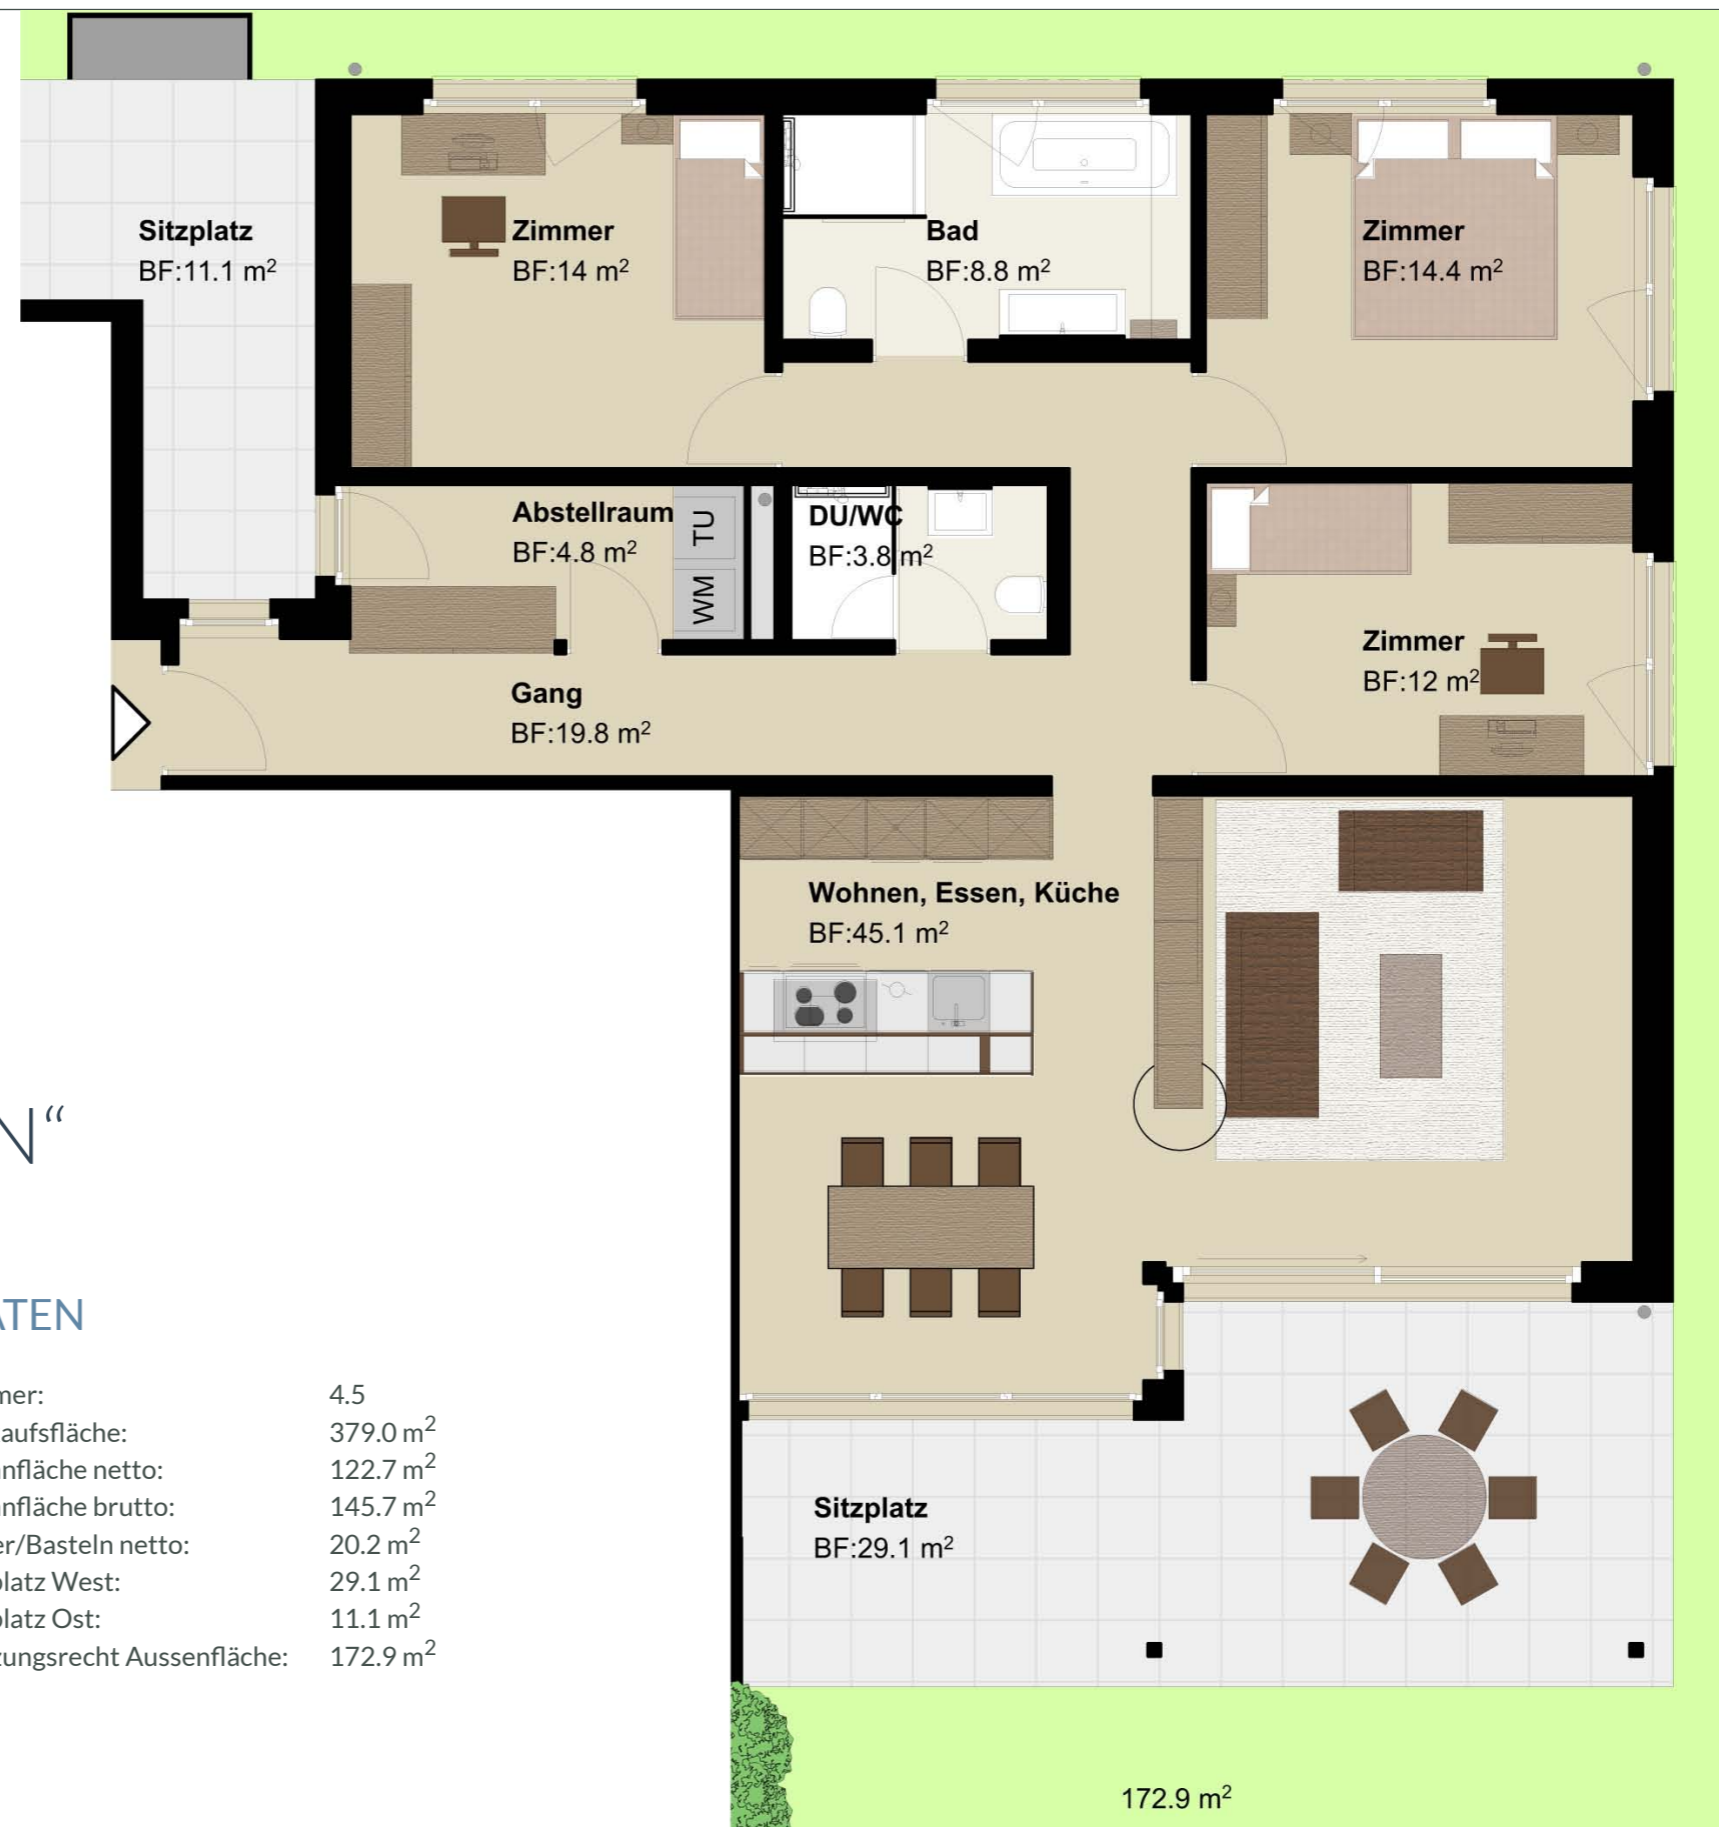 Sitzplatz
BF:11.1 m²
Zimmer
BF:14 m²
Bad
BF:8.8 m²
Zimmer
BF:14.4 m²
Abstellraum
BF:4.8 m²
TU
WM
DU/WC
BF:3.8 m²
Zimmer
BF:12 m²
Gang
BF:19.8 m²
Wohnen, Essen, Küche
BF:45.1 m²
N“
ATEN
mer: 4.5
aufsfläche: 379.0 m²
nfläche netto: 122.7 m²
nfläche brutto: 145.7 m²
er/Basteln netto: 20.2 m²
platz West: 29.1 m²
platz Ost: 11.1 m²
zungsrecht Aussenfläche: 172.9 m²
Sitzplatz
BF:29.1 m²
172.9 m²